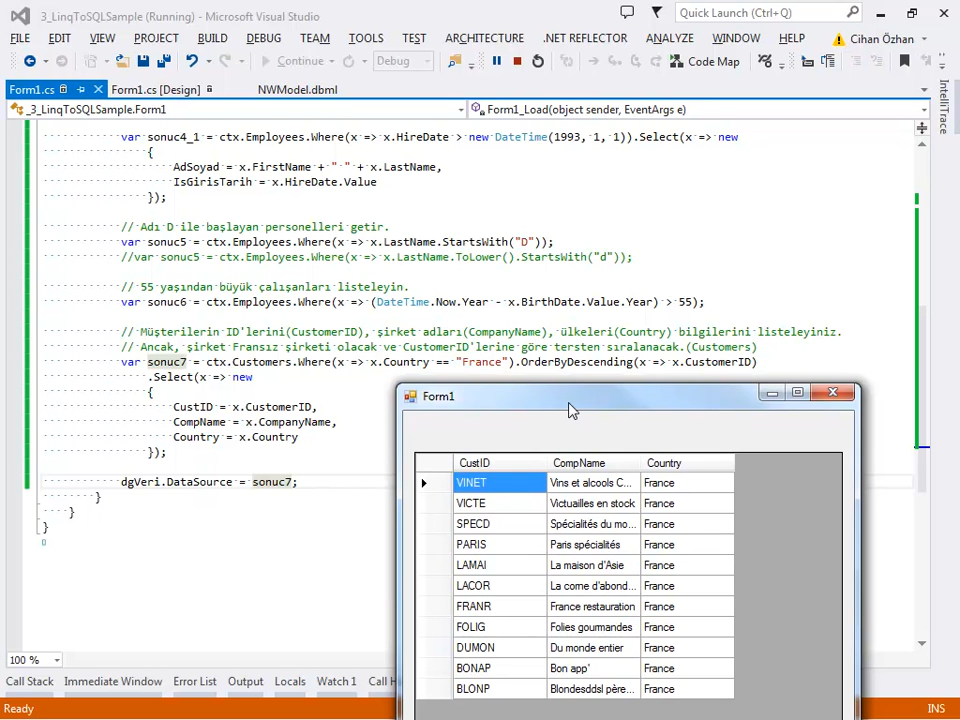 3_LinqToSQLSample (Running) - Microsoft Visual Studio
Quick Launch (Ctrl+Q)
FILE EDIT VIEW PROJECT BUILD DEBUG TEAM TOOLS TEST ARCHITECTURE .NET REFLECTOR ANALYZE WINDOW HELP Cihan Özhan
Continue Debug Code Map
Form1.cs Form1.cs [Design] NWModel.dbml
_3_LinqToSQLSample.Form1 Form1_Load(object sender, EventArgs e)
IntelliTrace
var sonuc4_1 = ctx.Employees.Where(x => x.HireDate > new DateTime(1993, 1, 1)).Select(x => new
{
AdSoyad = x.FirstName + " " + x.LastName,
IsGirisTarih = x.HireDate.Value
});
// Adı D ile başlayan personelleri getir.
var sonuc5 = ctx.Employees.Where(x => x.LastName.StartsWith("D"));
//var sonuc5 = ctx.Employees.Where(x => x.LastName.ToLower().StartsWith("d"));
// 55 yaşından büyük çalışanları listeleyin.
var sonuc6 = ctx.Employees.Where(x => (DateTime.Now.Year - x.BirthDate.Value.Year) > 55);
// Müşterilerin ID'lerini(CustomerID), şirket adları(CompanyName), ülkeleri(Country) bilgilerini listeleyiniz.
// Ancak, şirket Fransız şirketi olacak ve CustomerID'lerine göre tersten sıralanacak.(Customers)
var sonuc7 = ctx.Customers.Where(x => x.Country == "France").OrderByDescending(x => x.CustomerID)
.Select(x => new
{
CustID = x.CustomerID,
CompName = x.CompanyName,
Country = x.Country
});
dgVeri.DataSource = sonuc7;
}
}
}
Form1
CustID CompName Country
VINET Vins et alcools C... France
VICTE Victuailles en stock France
SPECD Spécialités du mo... France
PARIS Paris spécialités France
LAMAI La maison d'Asie France
LACOR La corne d'abond... France
FRANR France restauration France
FOLIG Folies gourmandes France
DUMON Du monde entier France
BONAP Bon app' France
BLONP Blondesddsl père... France
100 %
Call Stack Immediate Window Error List Output Locals Watch 1 Call H
Ready INS